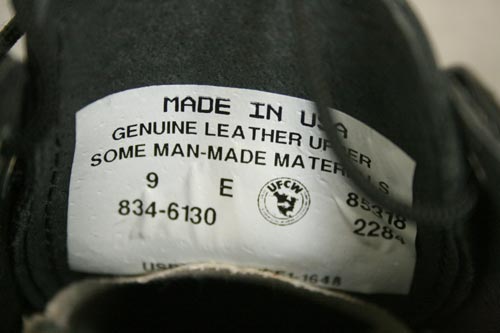 MADE IN USA
GENUINE LEATHER UPPER
SOME MAN-MADE MATERIALS
9 E UFCW 85318
834-6130 2284